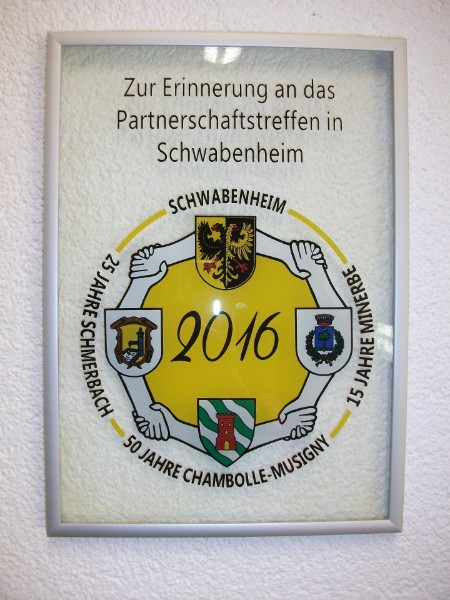 Zur Erinnerung an das
Partnerschaftstreffen in
Schwabenheim
SCHWABENHEIM
25 JAHRE SCHMERBACH
2016
15 JAHRE MINERBE
50 JAHRE CHAMBOLLE-MUSIGNY